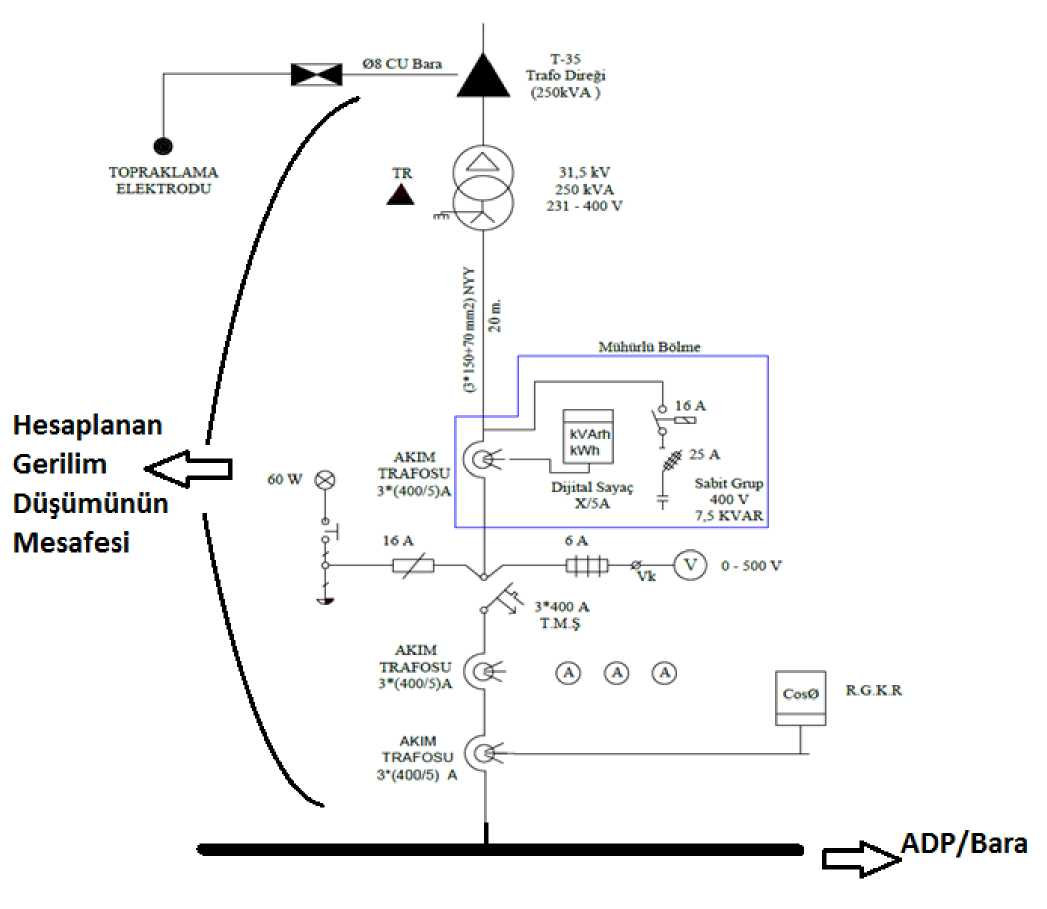 T-35
Trafo Direği
(250kVA )
Ø8 CU Bara
TOPRAKLAMA
ELEKTRODU
TR
31,5 kV
250 kVA
231 - 400 V
(3*150+70 mm2) NYY
20 m.
Mühürlü Bölme
16 A
kVArh
kWh
25 A
Dijital Sayaç
X/5A
Sabit Grup
400 V
7,5 KVAR
AKIM
TRAFOSU
3*(400/5)A
Hesaplanan
Gerilim
Düşümünün
Mesafesi
60 W
16 A
6 A
Vk
V
0 - 500 V
3*400 A
T.M.Ş
AKIM
TRAFOSU
3*(400/5)A
A
A
A
CosØ
R.G.K.R
AKIM
TRAFOSU
3*(400/5) A
ADP/Bara